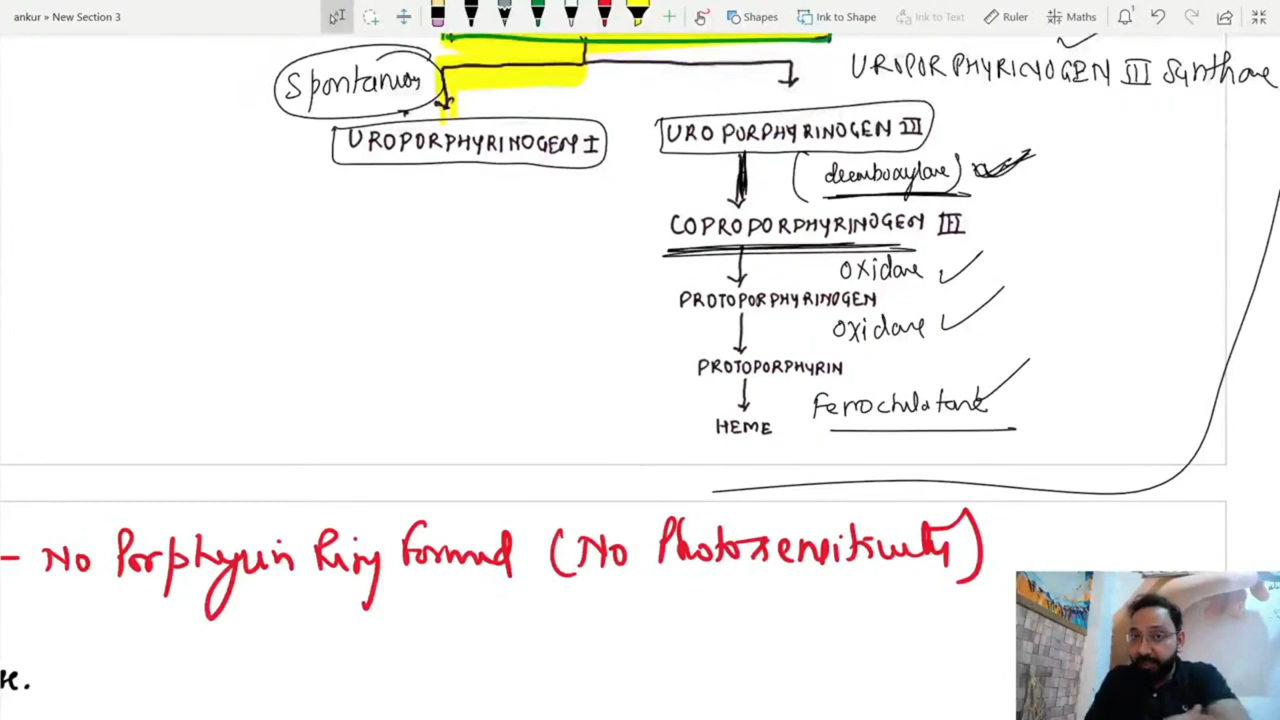 ankur » New Section 3
Shapes
Ink to Shape
Ink to Text
Ruler
Maths
Spontanous
UROPORPHYRINOGEN III Synthase
UROPORPHYRINOGEN I
UROPORPHYRINOGEN III
(decarboxylase)
COPROPORPHYRINOGEN III
oxidase
PROTOPORPHYRINOGEN
oxidase
PROTOPORPHYRIN
Ferrochelatase
HEME
- No Porphyrin Ring Formed (No Photosensitivity)